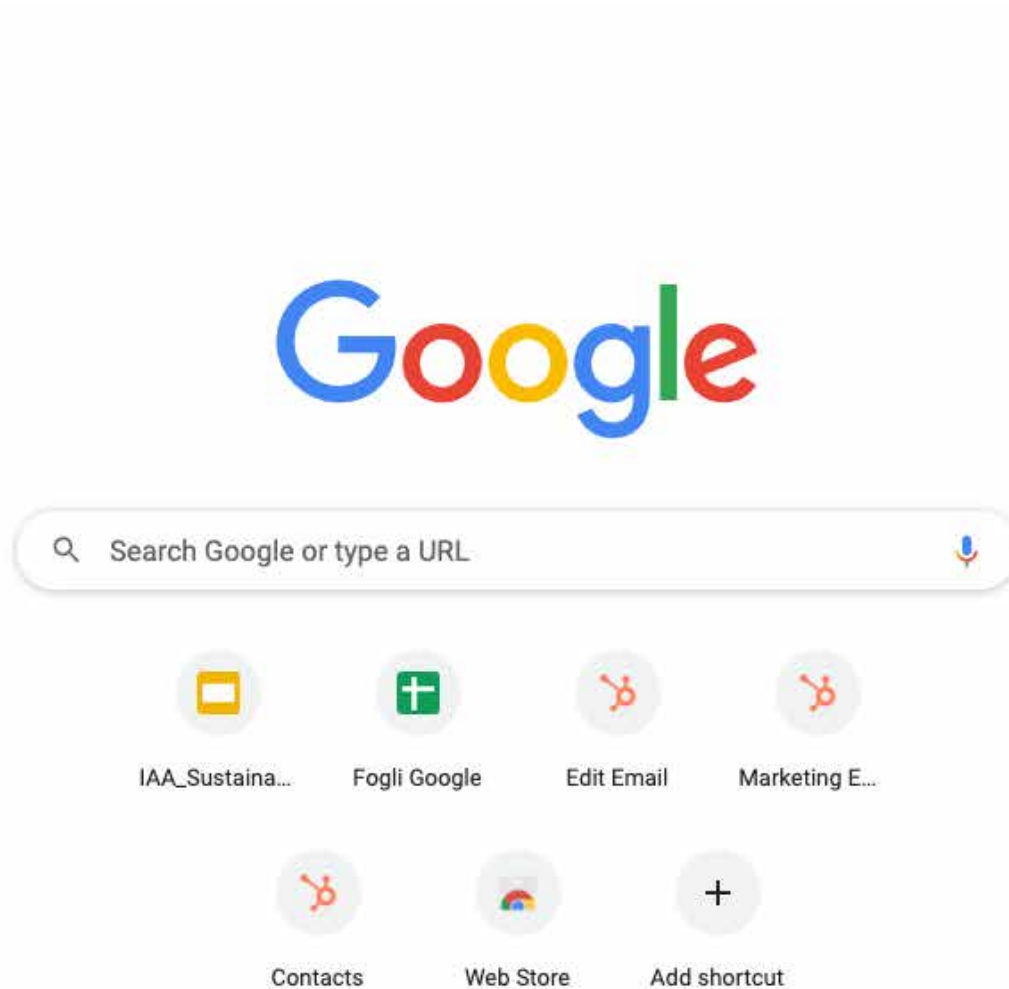 Google
Search Google or type a URL
IAA_Sustaina... Fogli Google Edit Email Marketing E...
Contacts Web Store Add shortcut